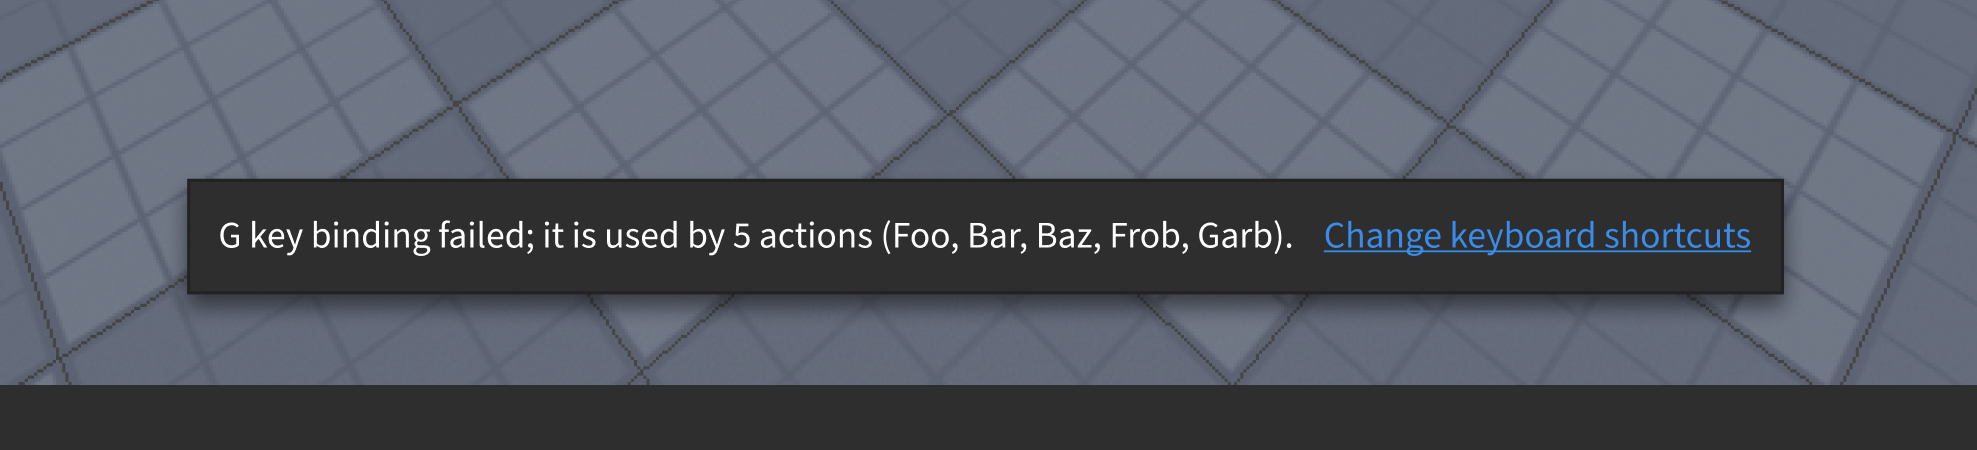 G key binding failed; it is used by 5 actions (Foo, Bar, Baz, Frob, Garb). Change keyboard shortcuts